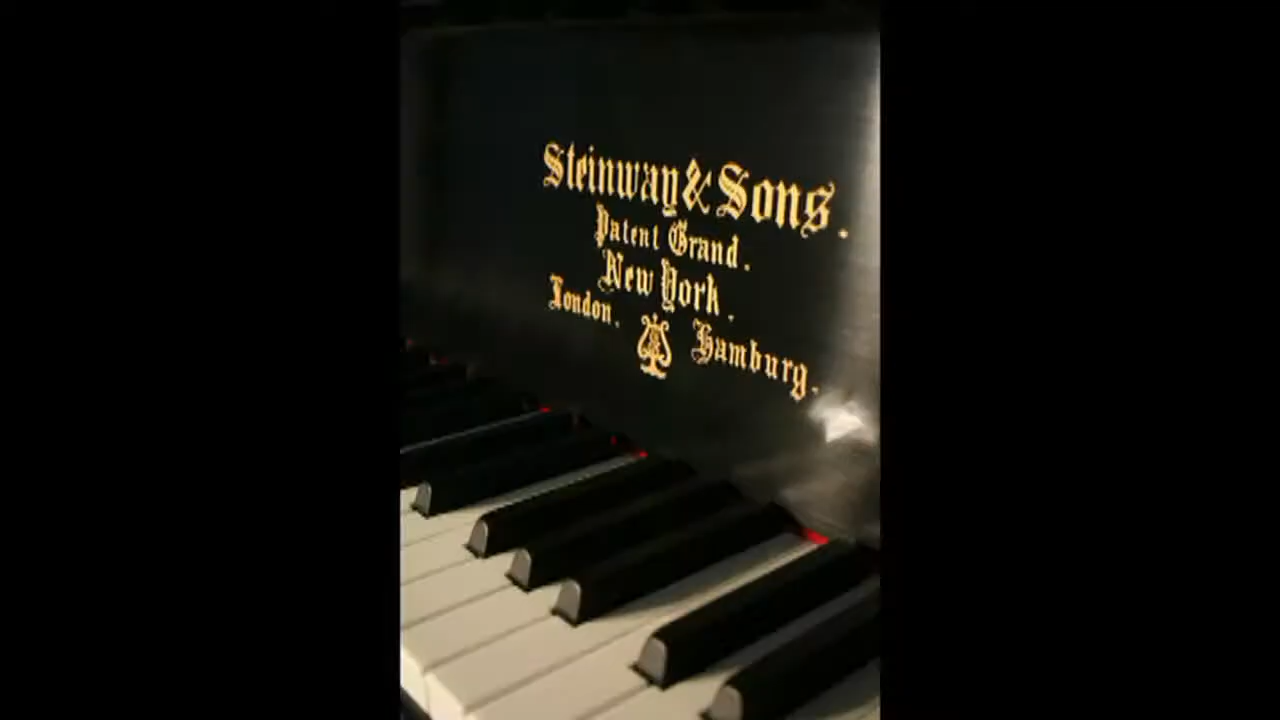 Steinway & Sons.
Patent Grand.
New York.
London. Hamburg.